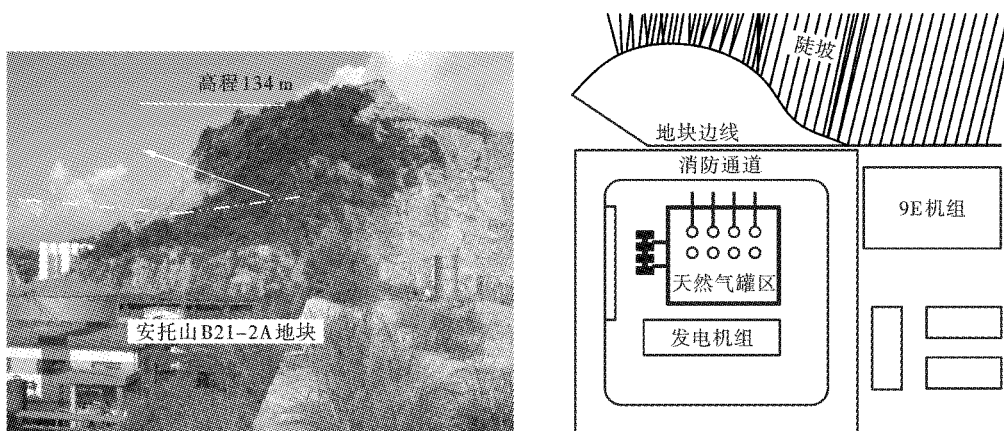 高程134 m
安托山B21-2A地块
陡坡
地块边线
消防通道
9E机组
天然气罐区
发电机组